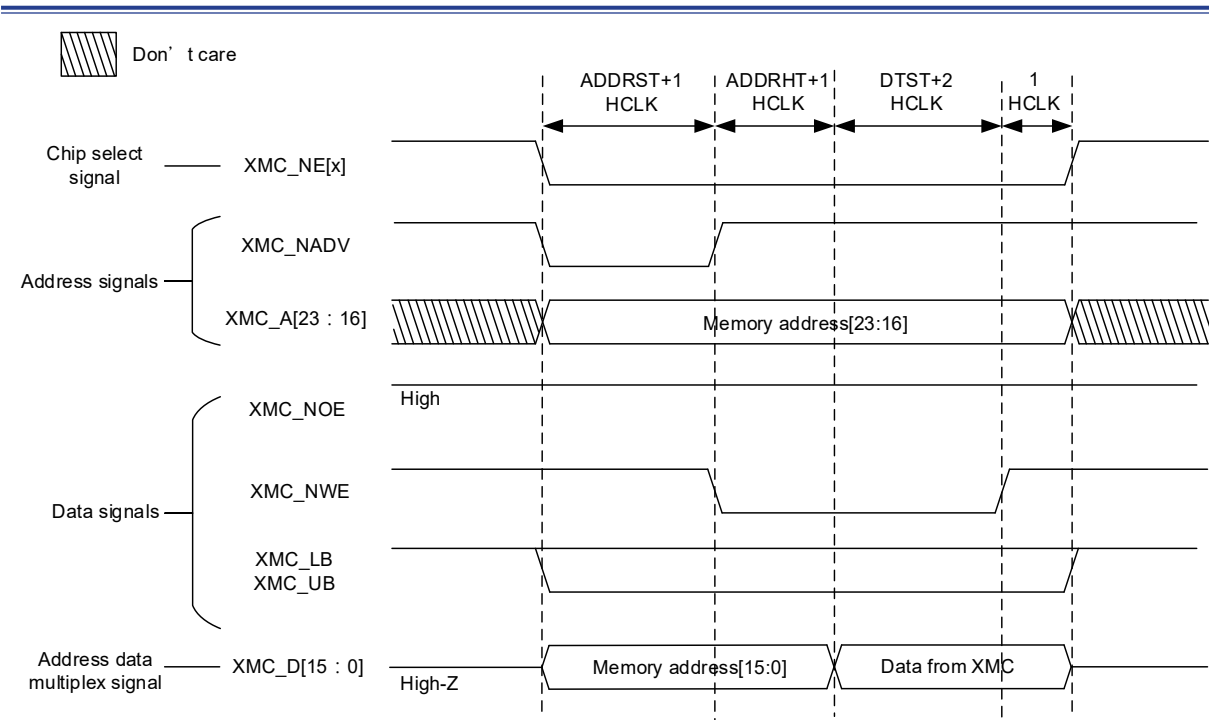 Don’ t care
ADDRST+1
HCLK
ADDRHT+1
HCLK
DTST+2
HCLK
1
HCLK
Chip select
signal
XMC_NE[x]
Address signals
XMC_NADV
XMC_A[23 : 16]
Memory address[23:16]
Data signals
XMC_NOE
High
XMC_NWE
XMC_LB
XMC_UB
Address data
multiplex signal
XMC_D[15 : 0]
High-Z
Memory address[15:0]
Data from XMC